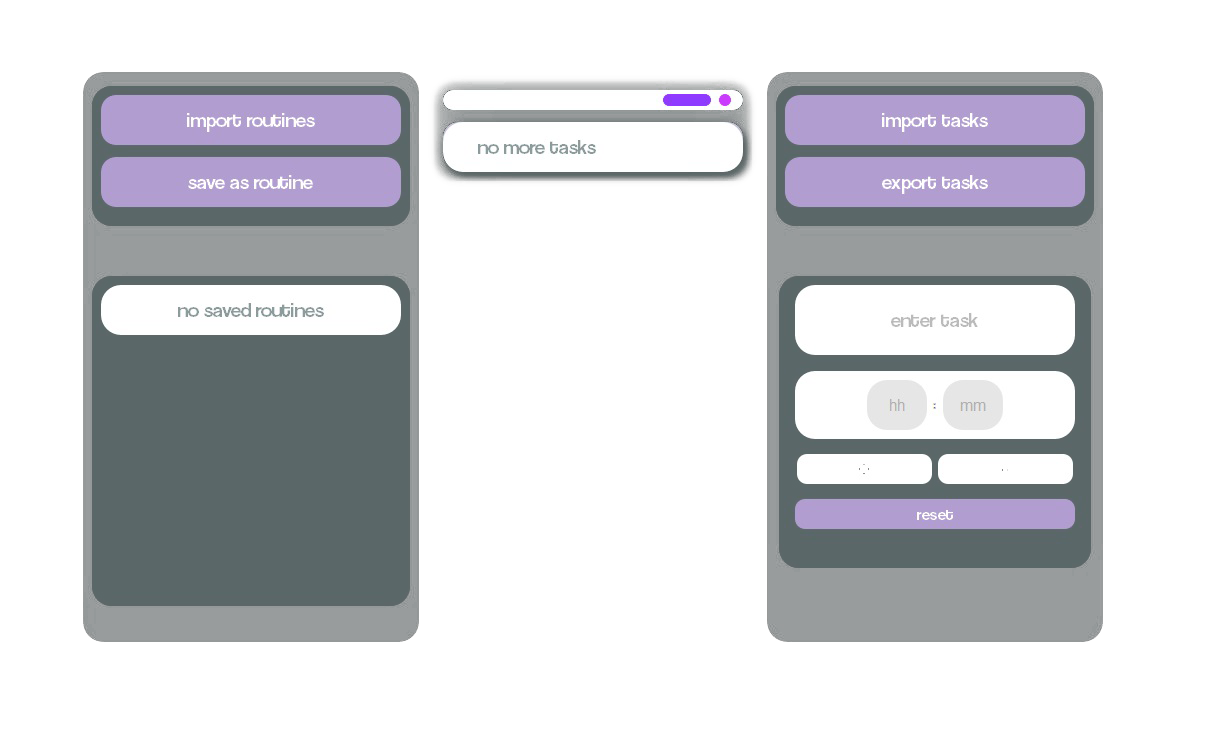 import routines
save as routine
no saved routines
no more tasks
import tasks
export tasks
enter task
hh : mm
reset